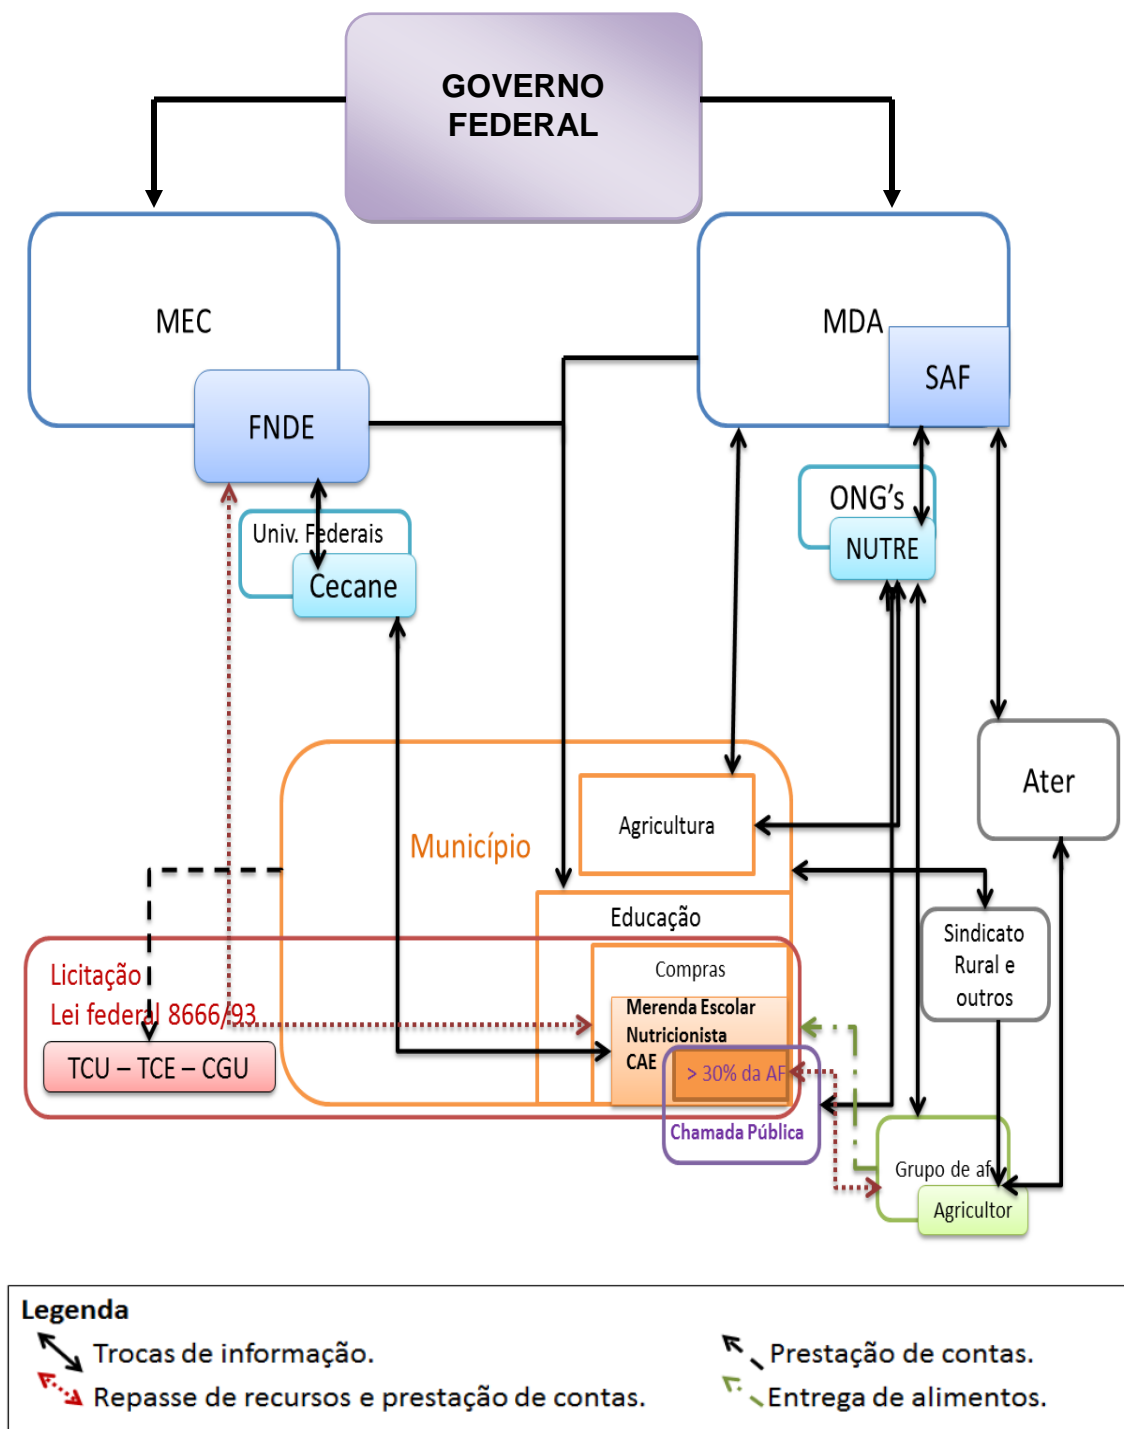 GOVERNO
FEDERAL
MEC
MDA
SAF
FNDE
ONG's
NUTRE
Univ. Federais
Cecane
Ater
Agricultura
Município
Educação
Sindicato
Rural e
outros
Compras
Licitação
Lei federal 8666/93
Merenda Escolar
Nutricionista
CAE
TCU – TCE – CGU
> 30% da AF
Chamada Pública
Grupo de af
Agricultor
Legenda
Trocas de informação.
Prestação de contas.
Repasse de recursos e prestação de contas.
Entrega de alimentos.